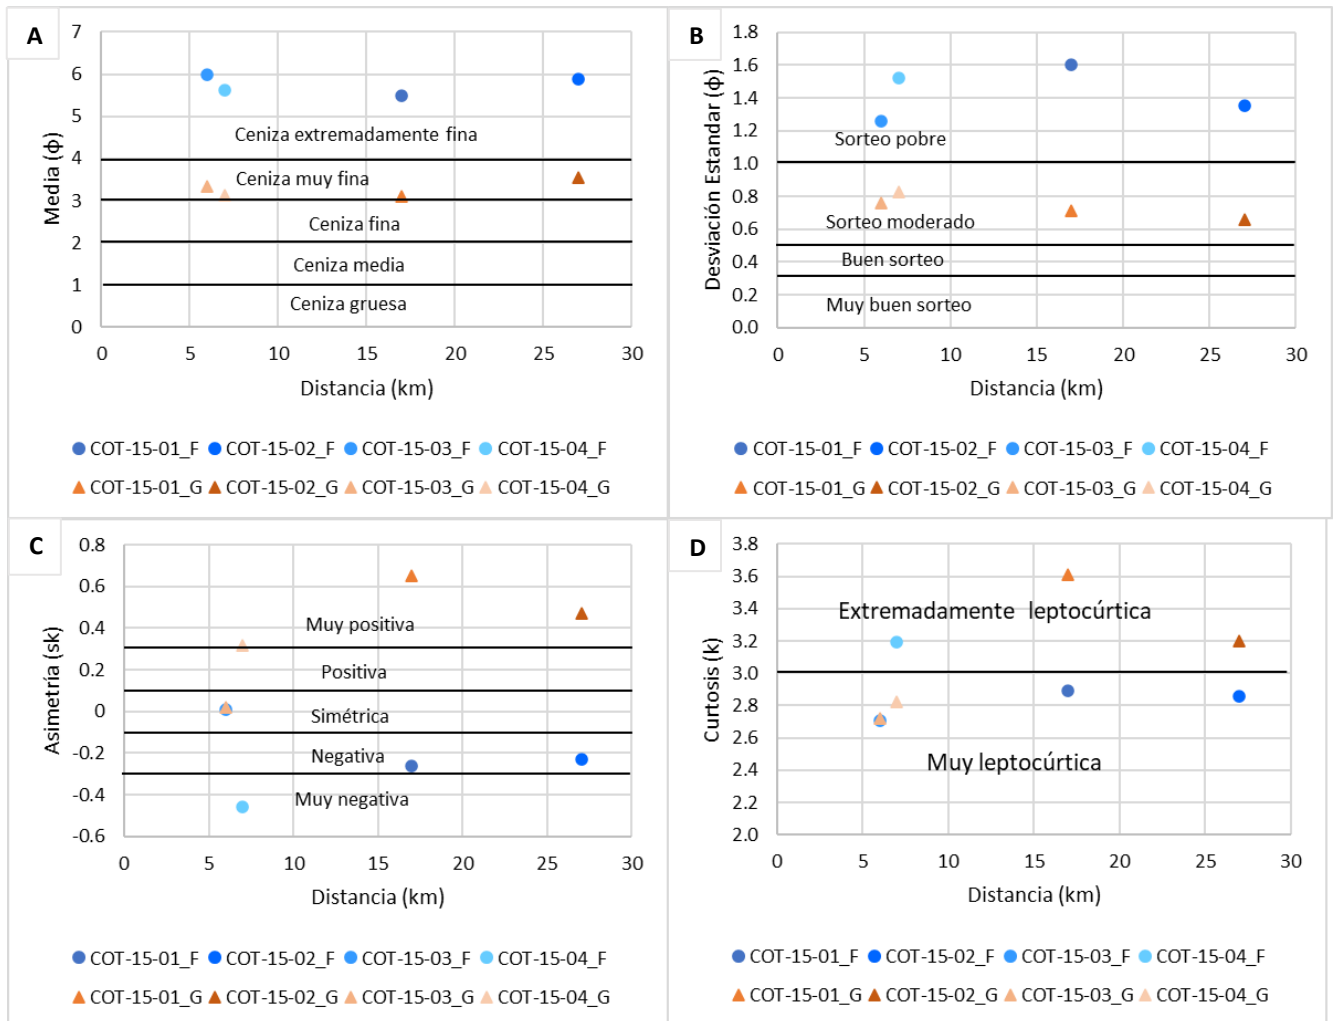 A
Media (ϕ)
7
6
5
4
3
2
1
0
Ceniza extremadamente fina
Ceniza muy fina
Ceniza fina
Ceniza media
Ceniza gruesa
0 5 10 15 20 25 30
Distancia (km)
COT-15-01_F COT-15-02_F COT-15-03_F COT-15-04_F
COT-15-01_G COT-15-02_G COT-15-03_G COT-15-04_G
B
Desviación Estandar (ϕ)
1.8
1.6
1.4
1.2
1.0
0.8
0.6
0.4
0.2
0.0
Sorteo pobre
Sorteo moderado
Buen sorteo
Muy buen sorteo
0 5 10 15 20 25 30
Distancia (km)
COT-15-01_F COT-15-02_F COT-15-03_F COT-15-04_F
COT-15-01_G COT-15-02_G COT-15-03_G COT-15-04_G
C
Asimetría (sk)
0.8
0.6
0.4
0.2
0
-0.2
-0.4
-0.6
Muy positiva
Positiva
Simétrica
Negativa
Muy negativa
0 5 10 15 20 25 30
Distancia (km)
COT-15-01_F COT-15-02_F COT-15-03_F COT-15-04_F
COT-15-01_G COT-15-02_G COT-15-03_G COT-15-04_G
D
Curtosis (k)
3.8
3.6
3.4
3.2
3.0
2.8
2.6
2.4
2.2
2.0
Extremadamente leptocúrtica
Muy leptocúrtica
0 5 10 15 20 25 30
Distancia (km)
COT-15-01_F COT-15-02_F COT-15-03_F COT-15-04_F
COT-15-01_G COT-15-02_G COT-15-03_G COT-15-04_G